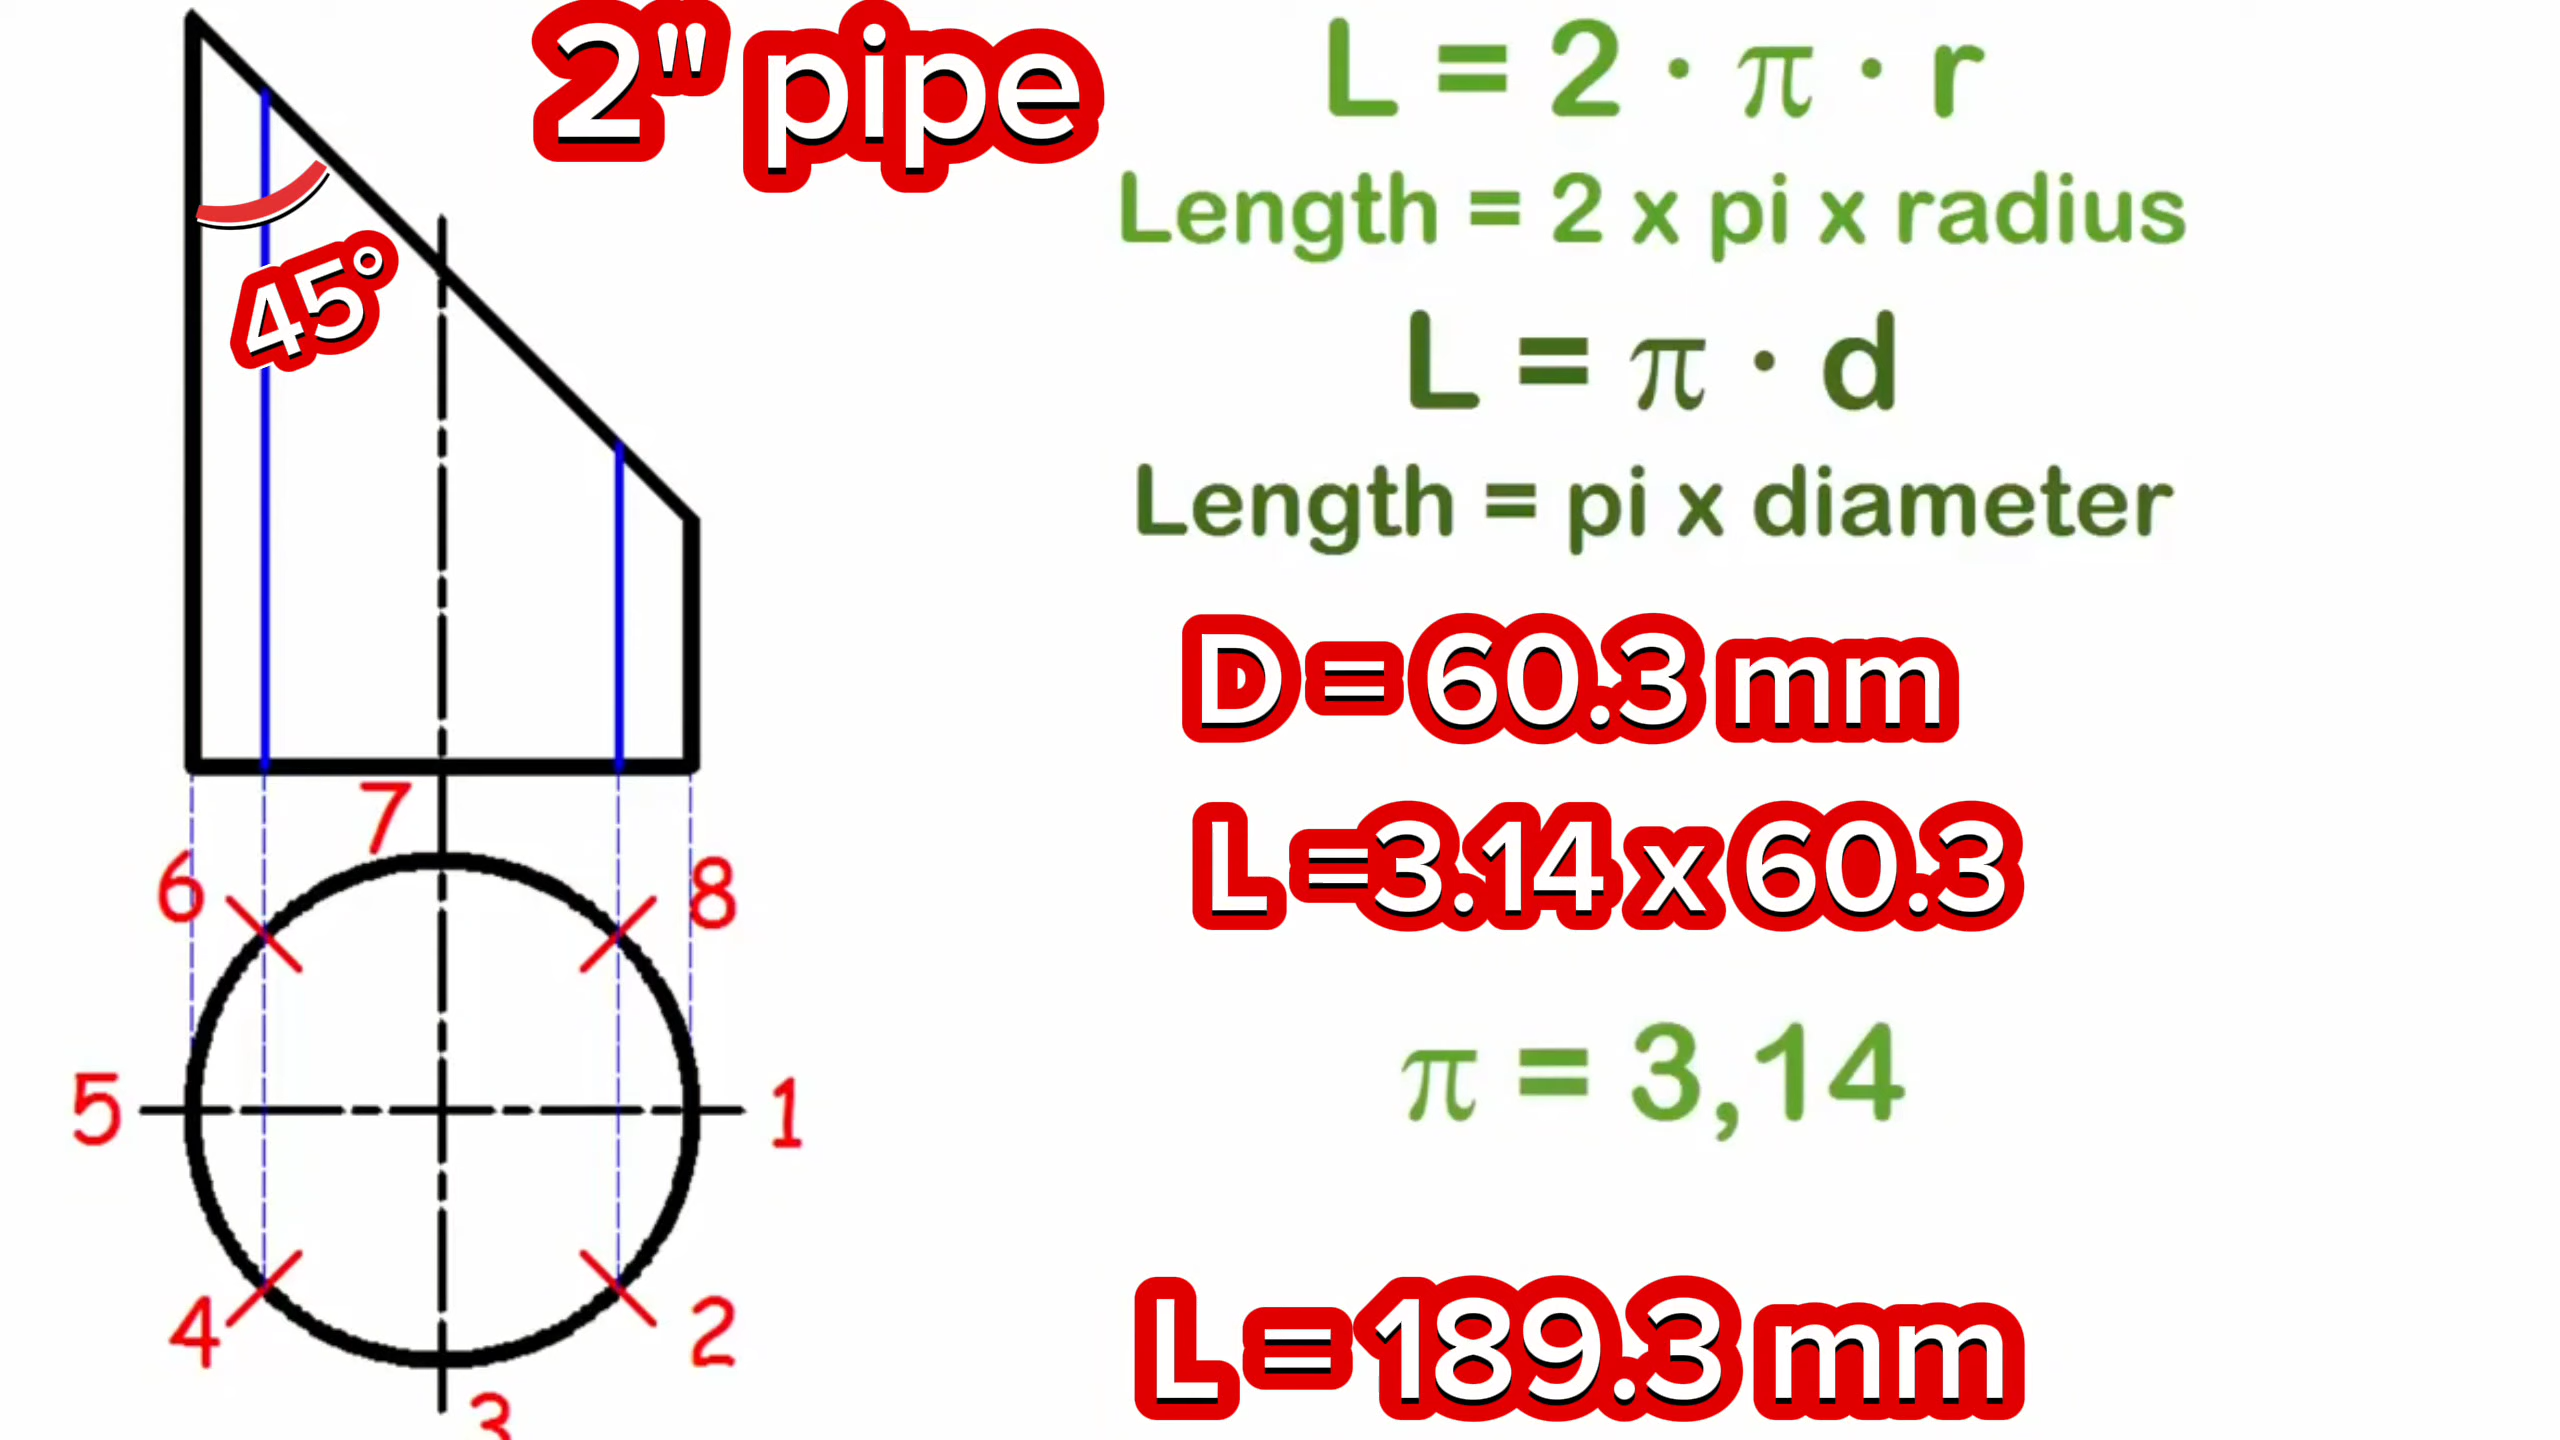 2" pipe
45°
L = 2 · π · r
Length = 2 x pi x radius
L = π · d
Length = pi x diameter
D = 60.3 mm
L =3.14 x 60.3
π = 3,14
L = 189.3 mm
7
6
8
5
1
4
2
3